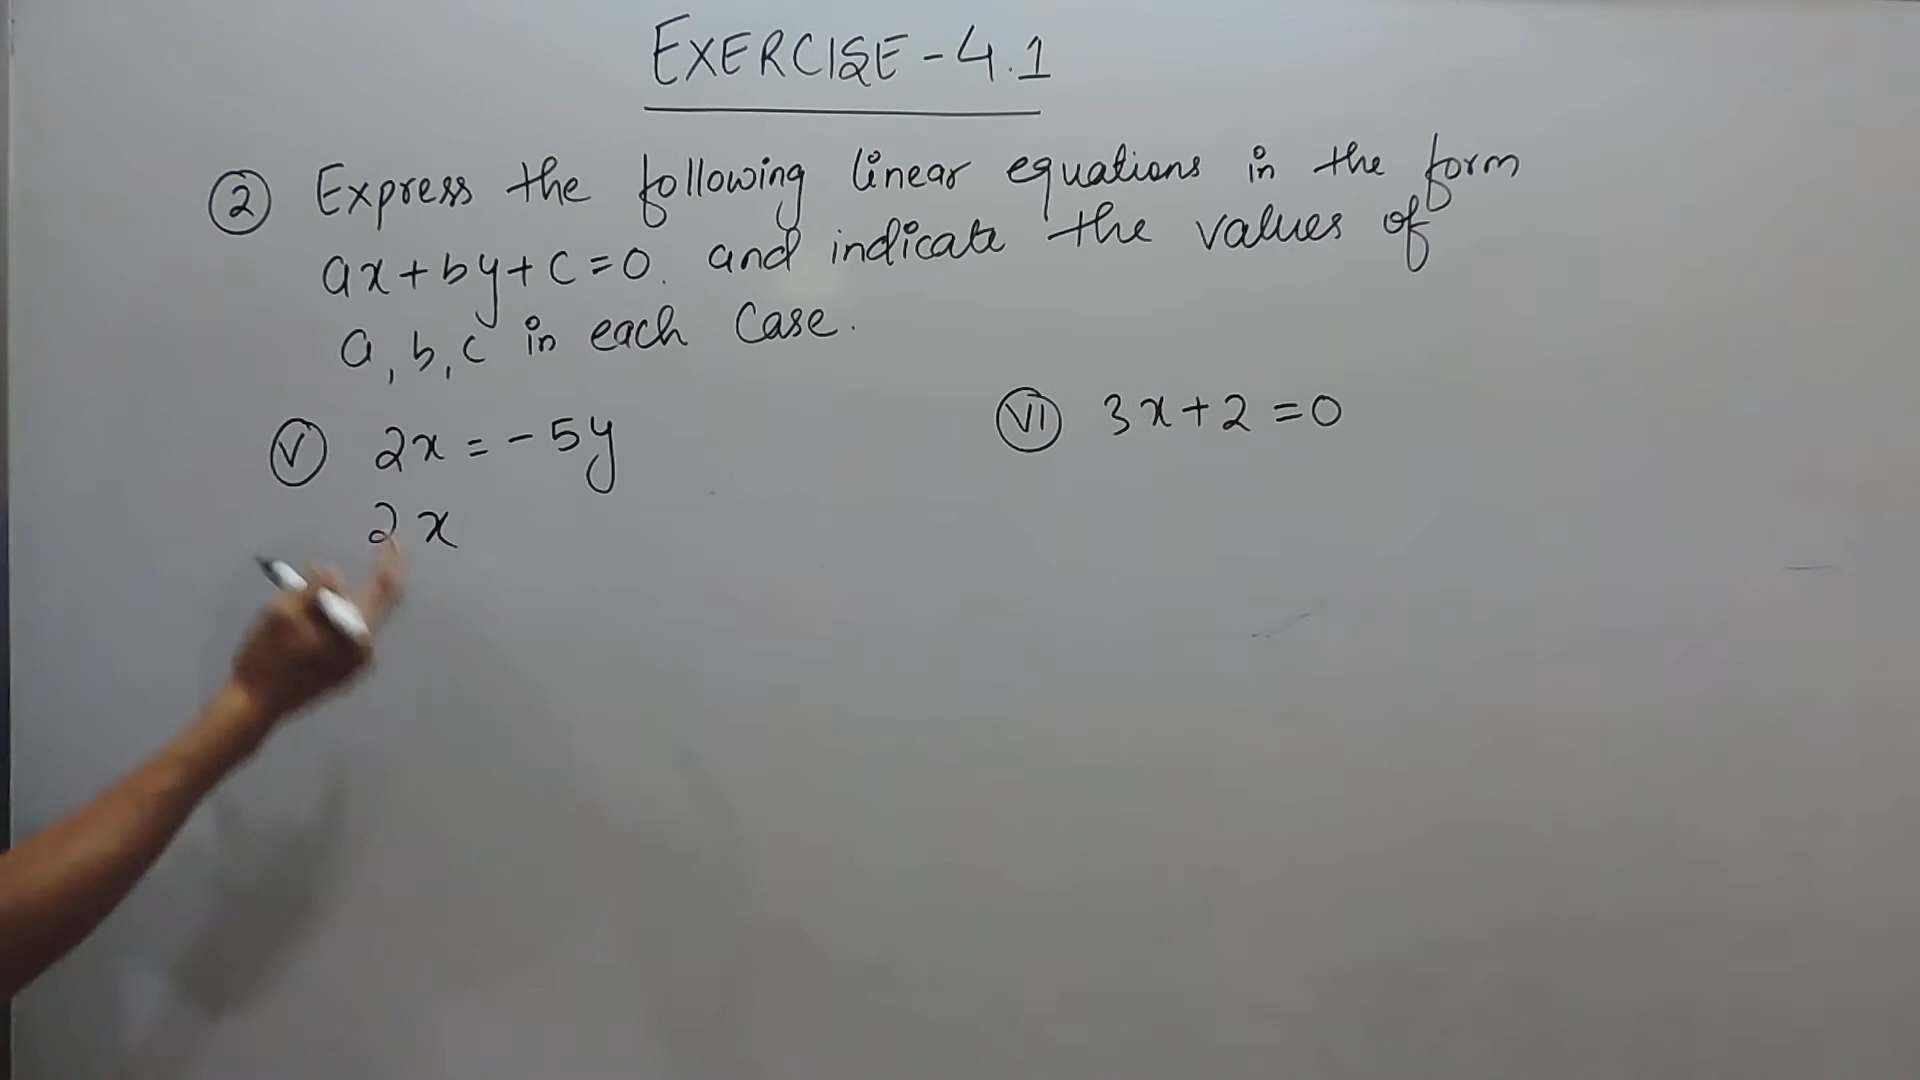 EXERCISE - 4.1
② Express the following linear equations in the form
ax + by + c = 0. and indicate the values of
a, b, c in each case.
Ⓥ 2x = -5y
(VI) 3x + 2 = 0
2x